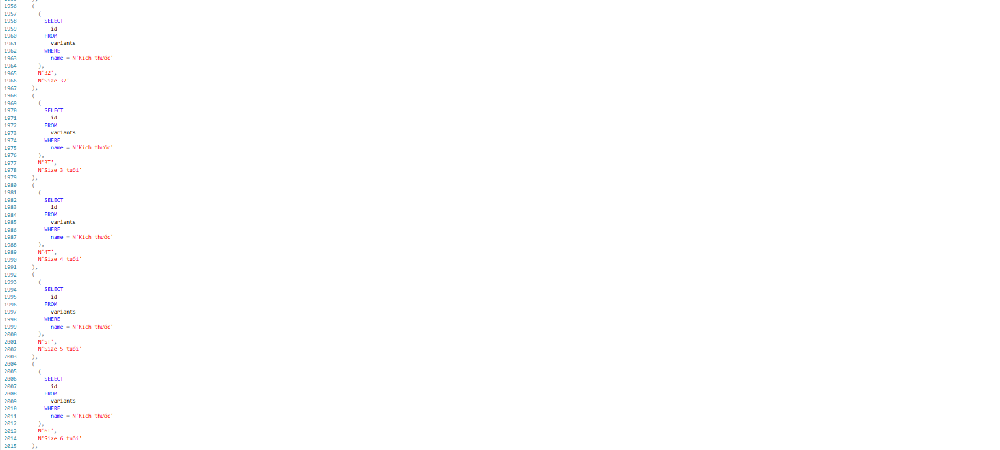 1956 (
1957 (
1958 SELECT
1959 id
1960 FROM
1961 variants
1962 WHERE
1963 name = N'Kích thước'
1964 ),
1965 N'32',
1966 N'Size 32'
1967 ),
1968 (
1969 (
1970 SELECT
1971 id
1972 FROM
1973 variants
1974 WHERE
1975 name = N'Kích thước'
1976 ),
1977 N'3T',
1978 N'Size 3 tuổi'
1979 ),
1980 (
1981 (
1982 SELECT
1983 id
1984 FROM
1985 variants
1986 WHERE
1987 name = N'Kích thước'
1988 ),
1989 N'4T',
1990 N'Size 4 tuổi'
1991 ),
1992 (
1993 (
1994 SELECT
1995 id
1996 FROM
1997 variants
1998 WHERE
1999 name = N'Kích thước'
2000 ),
2001 N'5T',
2002 N'Size 5 tuổi'
2003 ),
2004 (
2005 (
2006 SELECT
2007 id
2008 FROM
2009 variants
2010 WHERE
2011 name = N'Kích thước'
2012 ),
2013 N'6T',
2014 N'Size 6 tuổi'
2015 ),